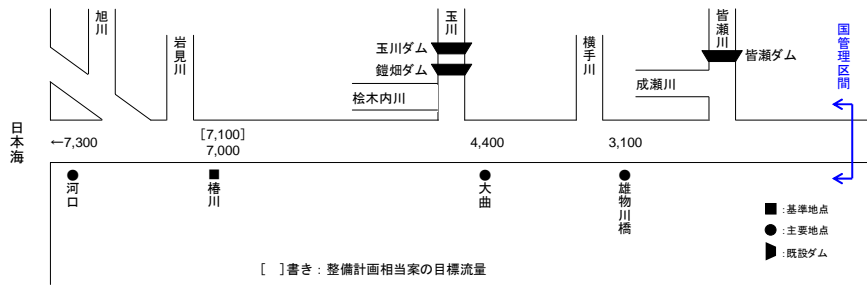 旭川
岩見川
玉川
玉川ダム
鎧畑ダム
桧木内川
横手川
皆瀬川
皆瀬ダム
成瀬川
国管理区間
日本海
←7,300
[7,100]
7,000
4,400
3,100
河口
椿川
大曲
雄物川橋
■:基準地点
●:主要地点
:既設ダム
[ ]書き:整備計画相当案の目標流量